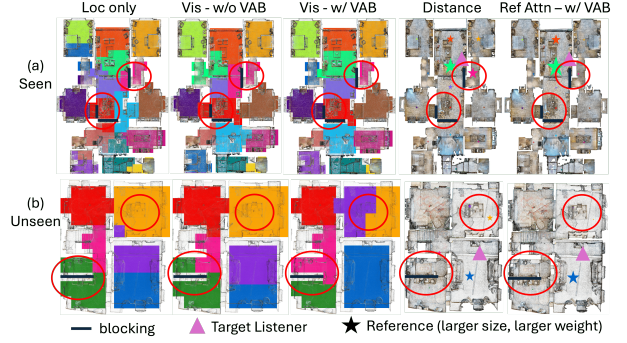 Loc only Vis - w/o VAB Vis - w/ VAB Distance Ref Attn – w/ VAB
(a)
Seen
(b)
Unseen
blocking Target Listener Reference (larger size, larger weight)